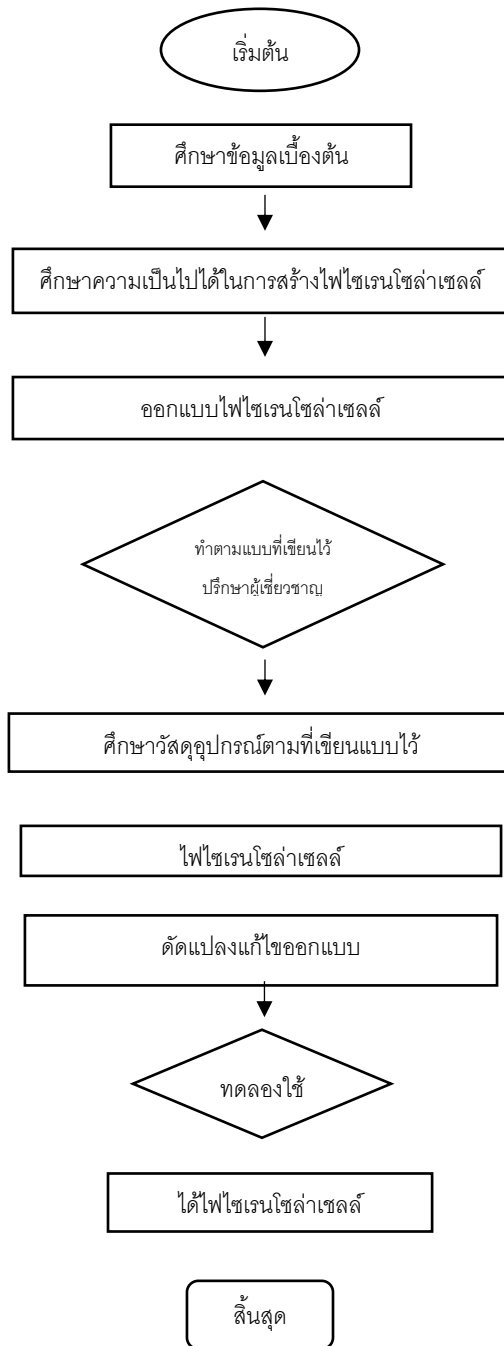 เริ่มต้น
ศึกษาข้อมูลเบื้องต้น
ศึกษาความเป็นไปได้ในการสร้างไฟไซเรนโซล่าเซลล์
ออกแบบไฟไซเรนโซล่าเซลล์
ทำตามแบบที่เขียนไว้
ปรึกษาผู้เชี่ยวชาญ
ศึกษาวัสดุอุปกรณ์ตามที่เขียนแบบไว้
ไฟไซเรนโซล่าเซลล์
ดัดแปลงแก้ไขออกแบบ
ทดลองใช้
ได้ไฟไซเรนโซล่าเชลล์
สิ้นสุด